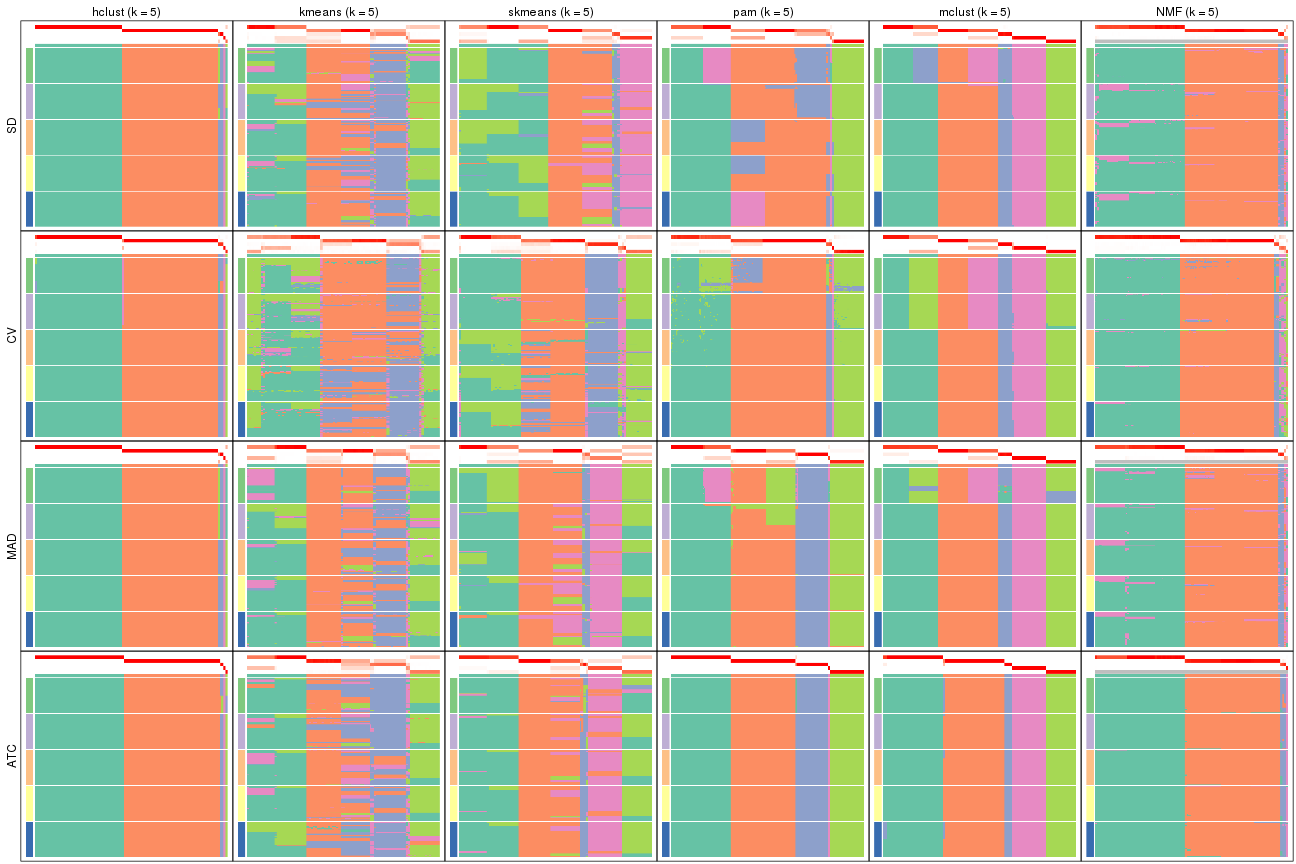 hclust (k = 5) kmeans (k = 5) skmeans (k = 5) pam (k = 5) mclust (k = 5) NMF (k = 5)
SD
CV
MAD
ATC